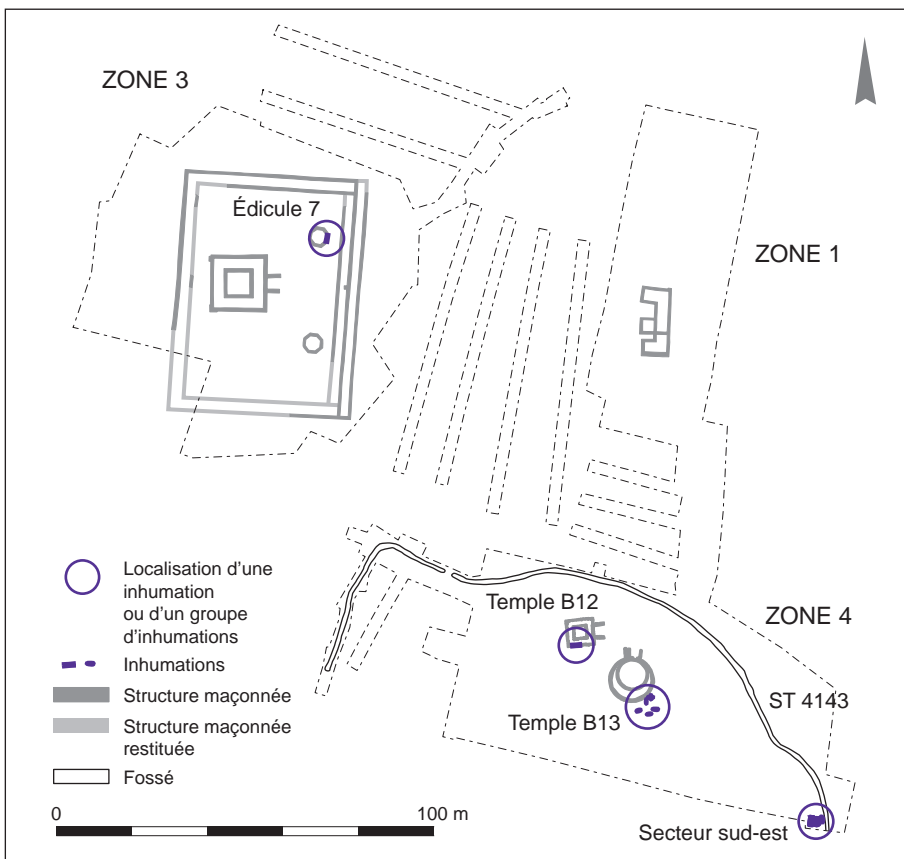 ZONE 3
Édicule 7
ZONE 1
Localisation d’une
inhumation
ou d’un groupe
d’inhumations
Inhumations
Structure maçonnée
Structure maçonnée
restituée
Fossé
0 100 m
Temple B12
ZONE 4
ST 4143
Temple B13
Secteur sud-est